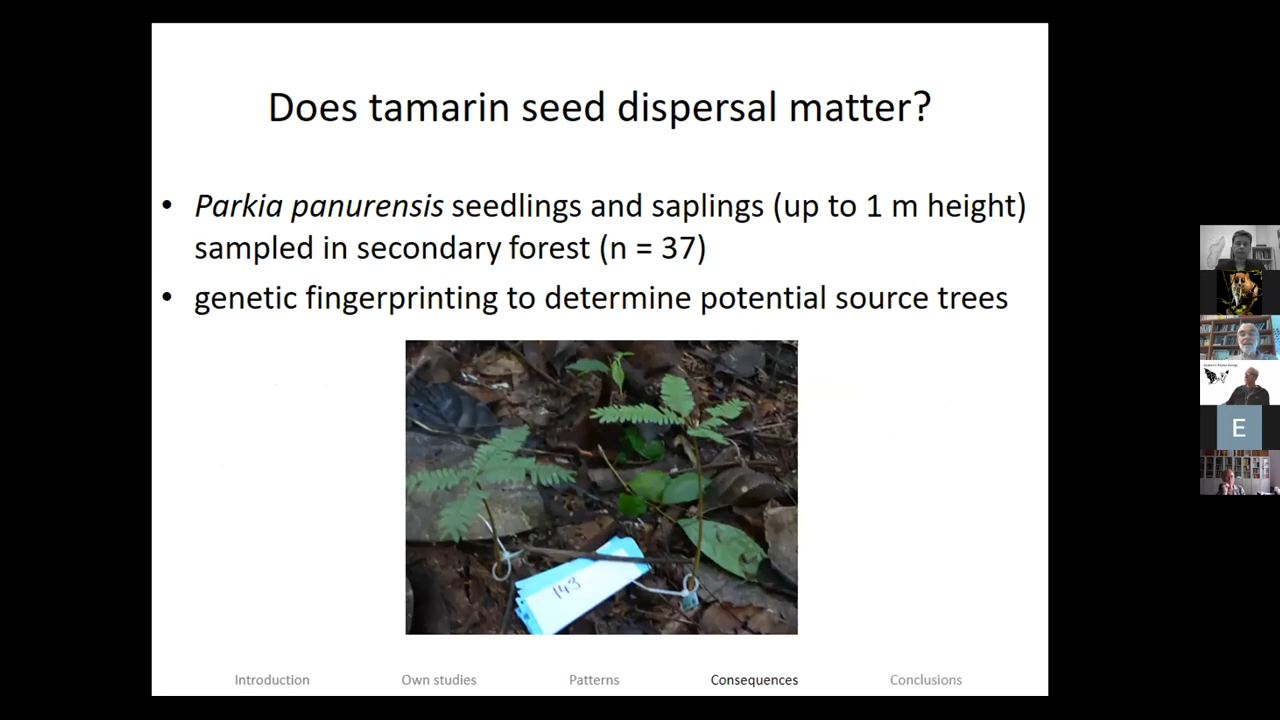 Does tamarin seed dispersal matter?
• Parkia panurensis seedlings and saplings (up to 1 m height)
sampled in secondary forest (n = 37)
• genetic fingerprinting to determine potential source trees
143
Introduction Own studies Patterns Consequences Conclusions
E